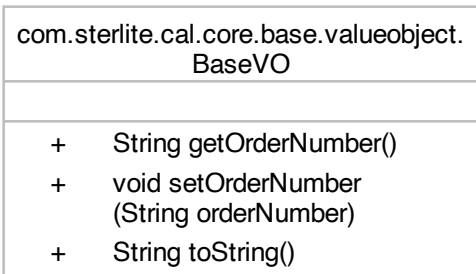 com.sterlite.cal.core.base.valueobject.
BaseVO
+ String getOrderNumber()
+ void setOrderNumber
(String orderNumber)
+ String toString()